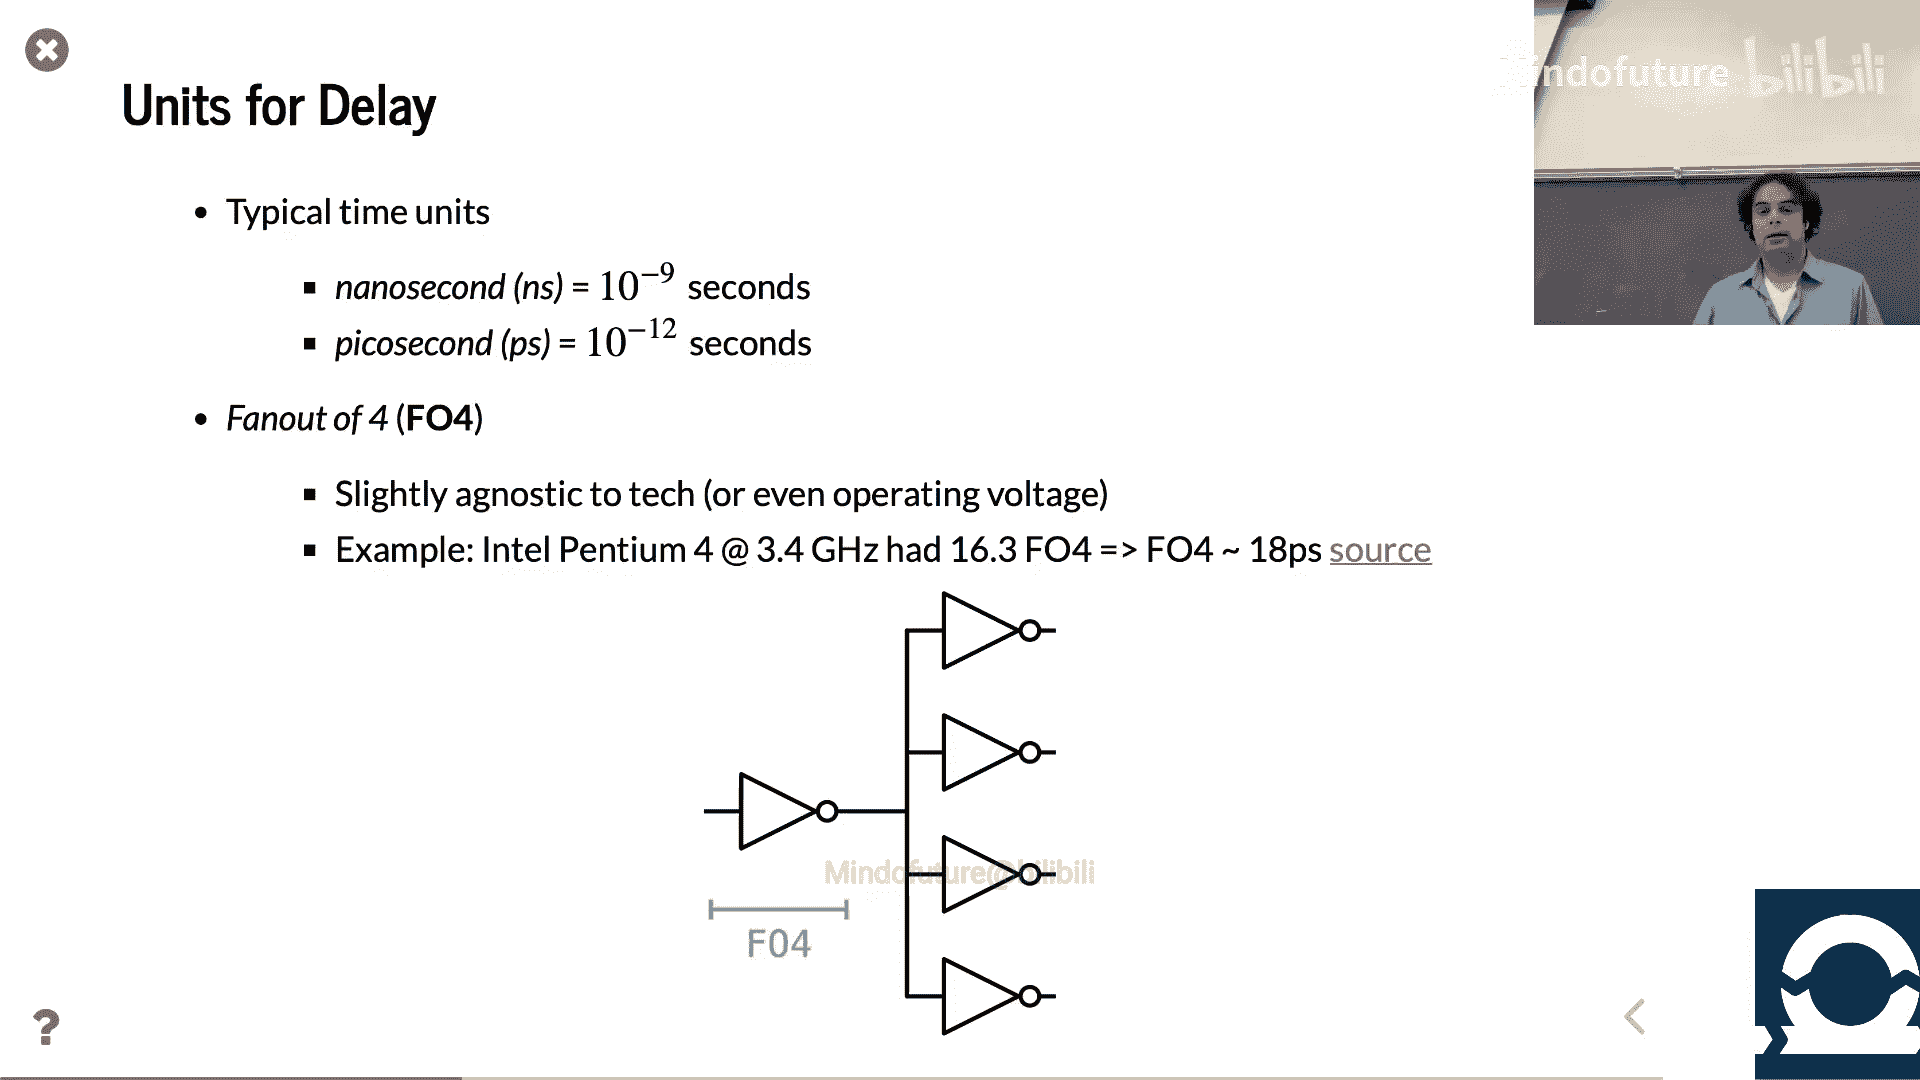 Units for Delay
Mindofuture bilibili
Typical time units
nanosecond (ns) = 10⁻⁹ seconds
picosecond (ps) = 10⁻¹² seconds
Fanout of 4 (FO4)
Slightly agnostic to tech (or even operating voltage)
Example: Intel Pentium 4 @ 3.4 GHz had 16.3 FO4 => FO4 ~ 18ps source
Mindofuture@bilibili
FO4
?